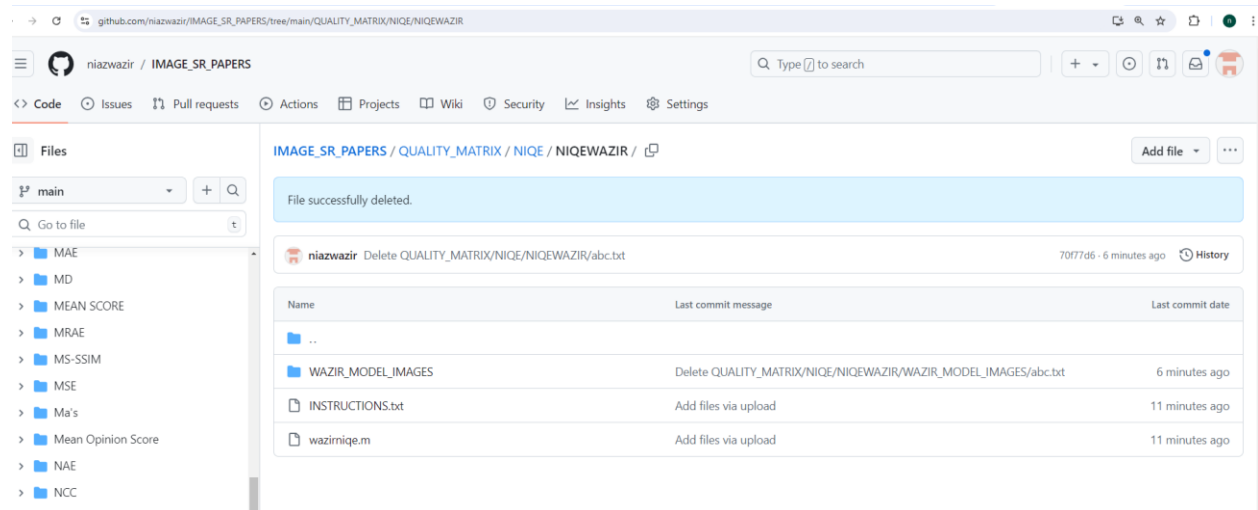 github.com/niazwazir/IMAGE_SR_PAPERS/tree/main/QUALITY_MATRIX/NIQE/NIQEWAZIR
n
niazwazir / IMAGE_SR_PAPERS
Type / to search
<> Code Issues Pull requests Actions Projects Wiki Security Insights Settings
Files
main
Go to file t
MAE
MD
MEAN SCORE
MRAE
MS-SSIM
MSE
Ma's
Mean Opinion Score
NAE
NCC
IMAGE_SR_PAPERS / QUALITY_MATRIX / NIQE / NIQEWAZIR /
Add file
File successfully deleted.
niazwazir Delete QUALITY_MATRIX/NIQE/NIQEWAZIR/abc.txt 70f77d6 · 6 minutes ago History
Name Last commit message Last commit date
..
WAZIR_MODEL_IMAGES Delete QUALITY_MATRIX/NIQE/NIQEWAZIR/WAZIR_MODEL_IMAGES/abc.txt 6 minutes ago
INSTRUCTIONS.txt Add files via upload 11 minutes ago
wazirniqe.m Add files via upload 11 minutes ago